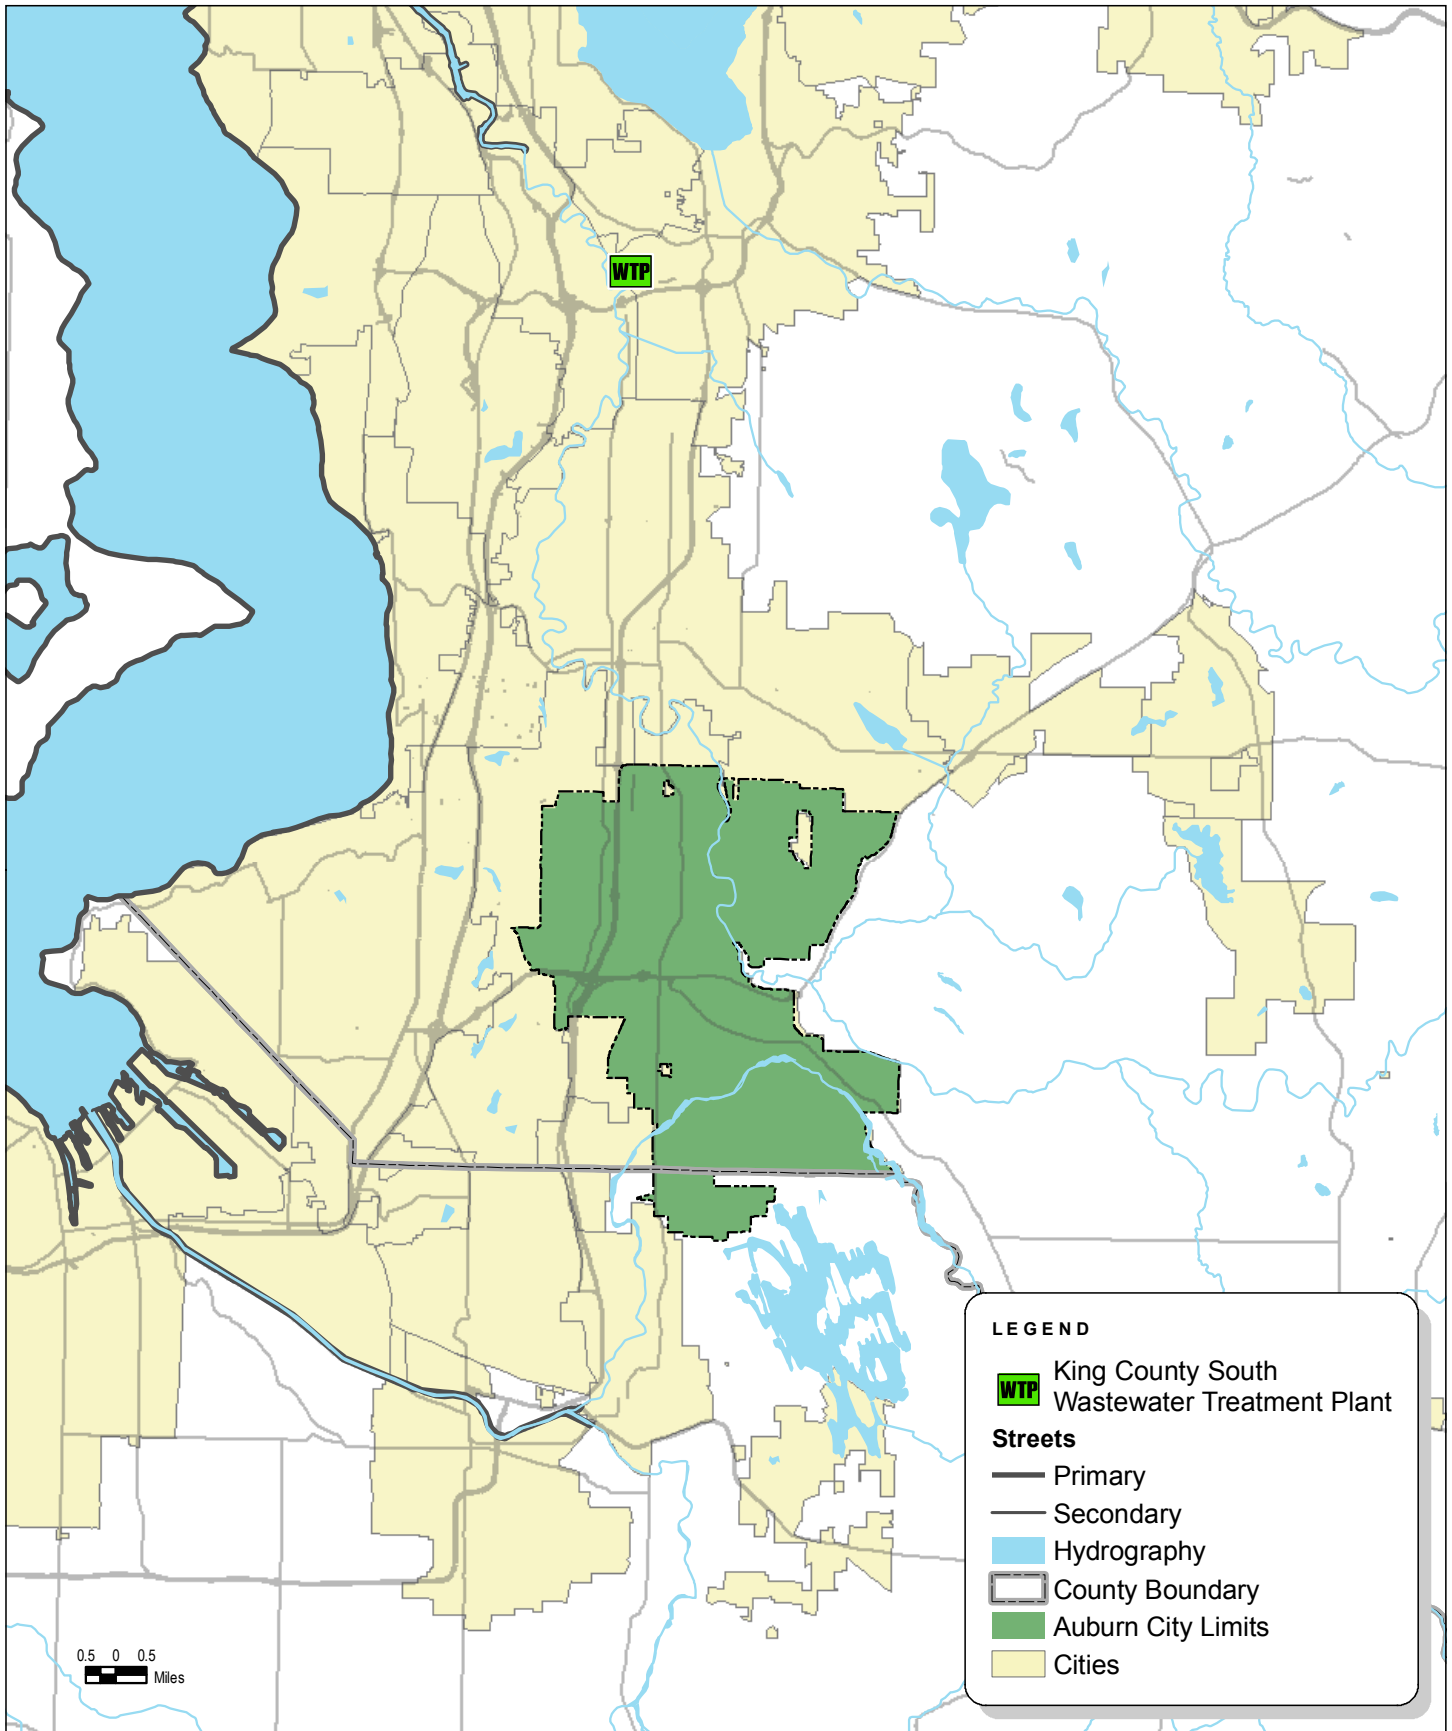 WTP
LEGEND
WTP
King County South
Wastewater Treatment Plant
Streets
Primary
Secondary
Hydrography
County Boundary
Auburn City Limits
Cities
0.5 0 0.5
Miles